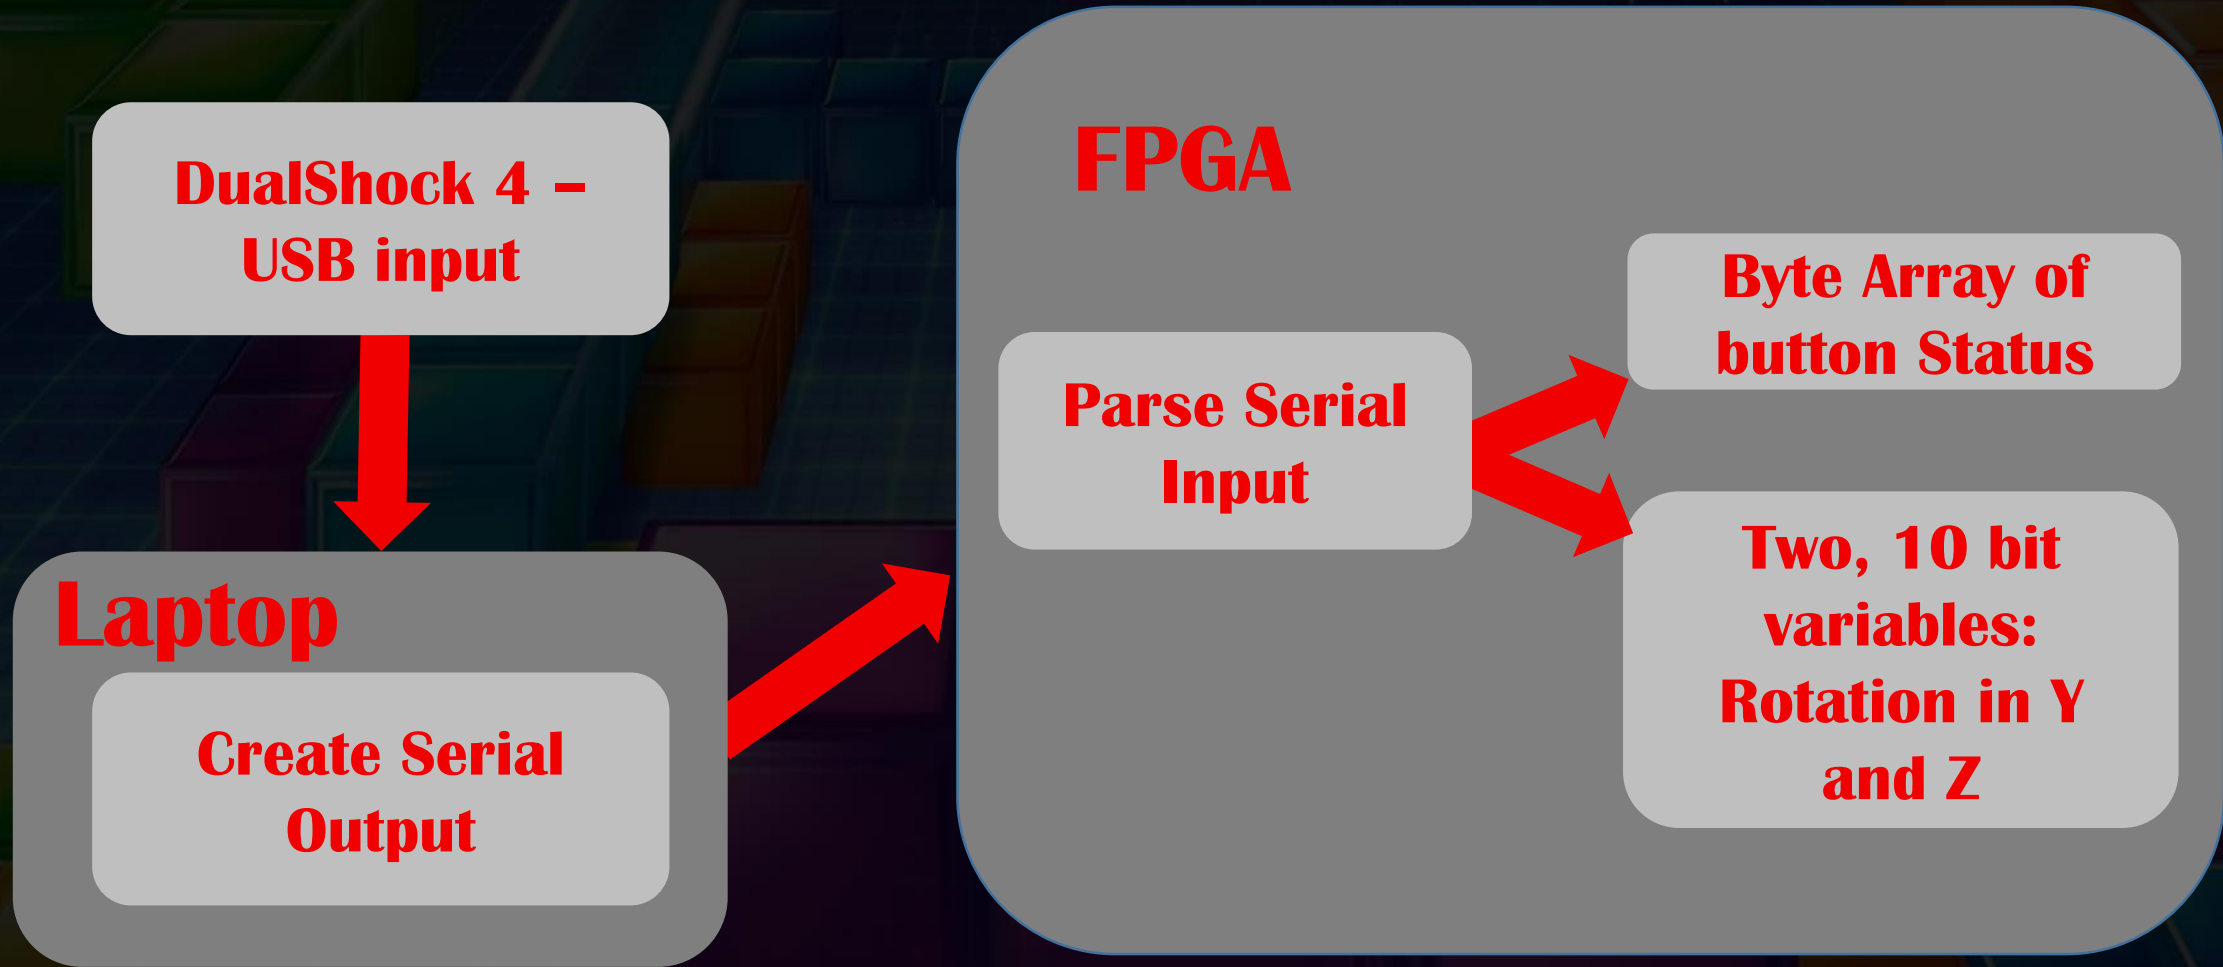 DualShock 4 –
USB input
Laptop
Create Serial
Output
FPGA
Parse Serial
Input
Byte Array of
button Status
Two, 10 bit
variables:
Rotation in Y
and Z